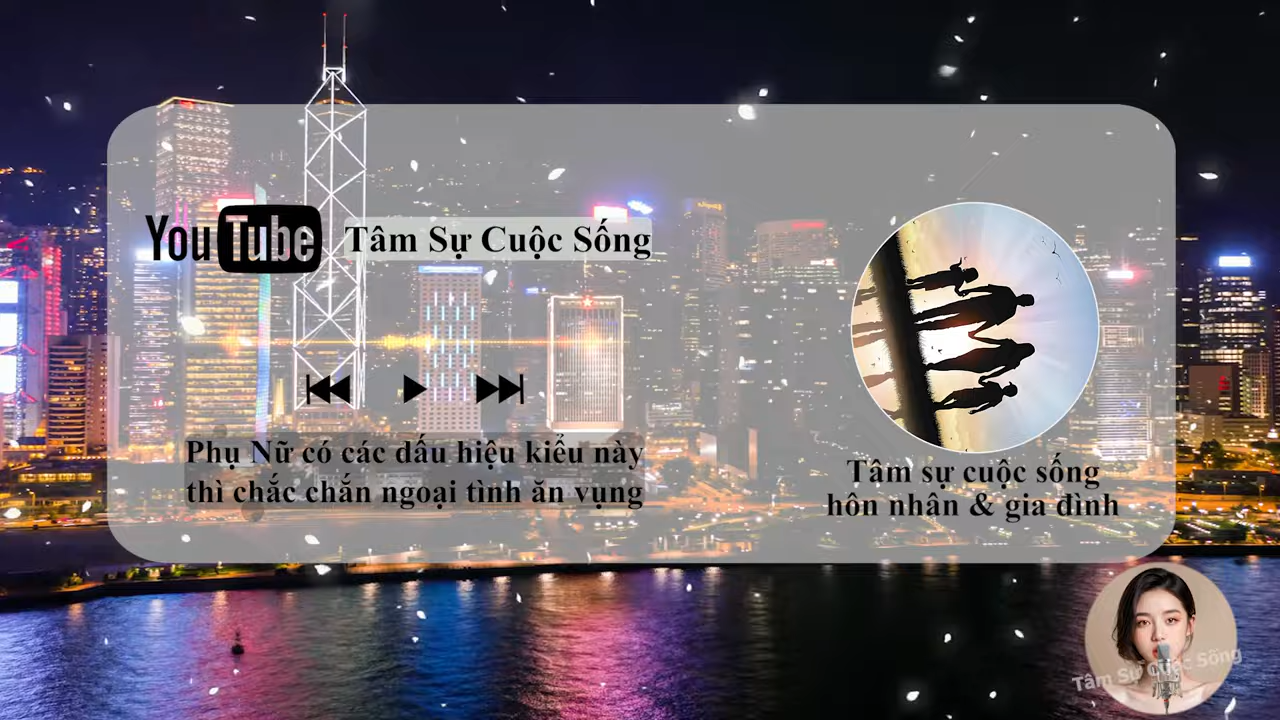 YouTube Tâm Sự Cuộc Sống
Phụ Nữ có các dấu hiệu kiểu này
thì chắc chắn ngoại tình ăn vụng
Tâm sự cuộc sống
hôn nhân & gia đình
Tâm Sự Cuộc Sống